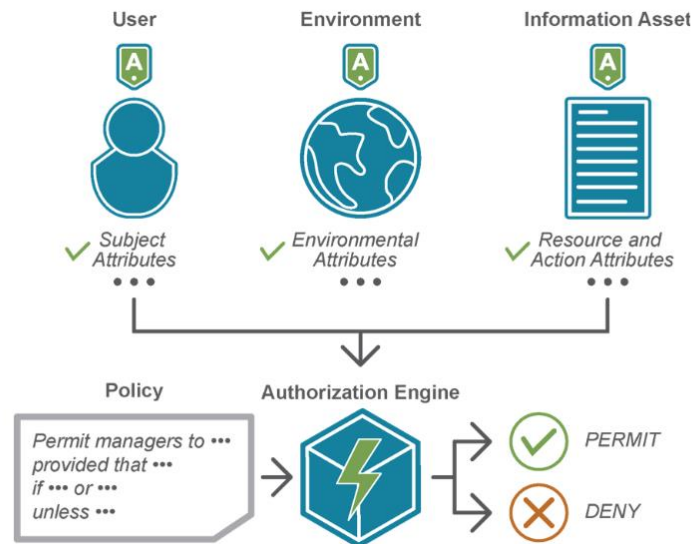 User
Environment
Information Asset
A
A
A
Subject
Attributes
•••
Environmental
Attributes
•••
Resource and
Action Attributes
•••
Policy
Authorization Engine
Permit managers to •••
provided that •••
if ••• or •••
unless •••
PERMIT
DENY